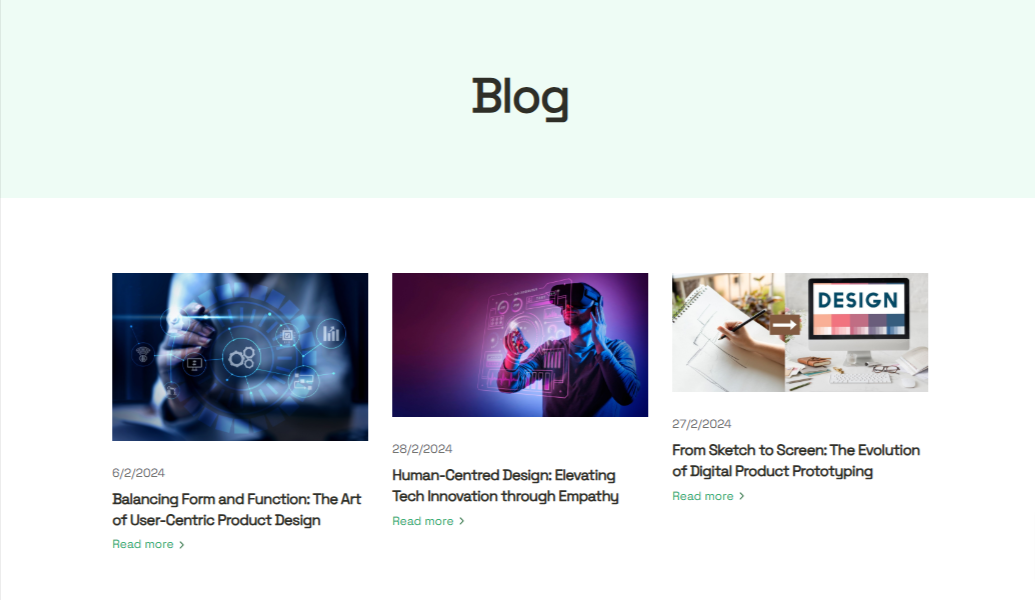 Blog
DESIGN
6/2/2024
Balancing Form and Function: The Art
of User-Centric Product Design
Read more
28/2/2024
Human-Centred Design: Elevating
Tech Innovation through Empathy
Read more
27/2/2024
From Sketch to Screen: The Evolution
of Digital Product Prototyping
Read more